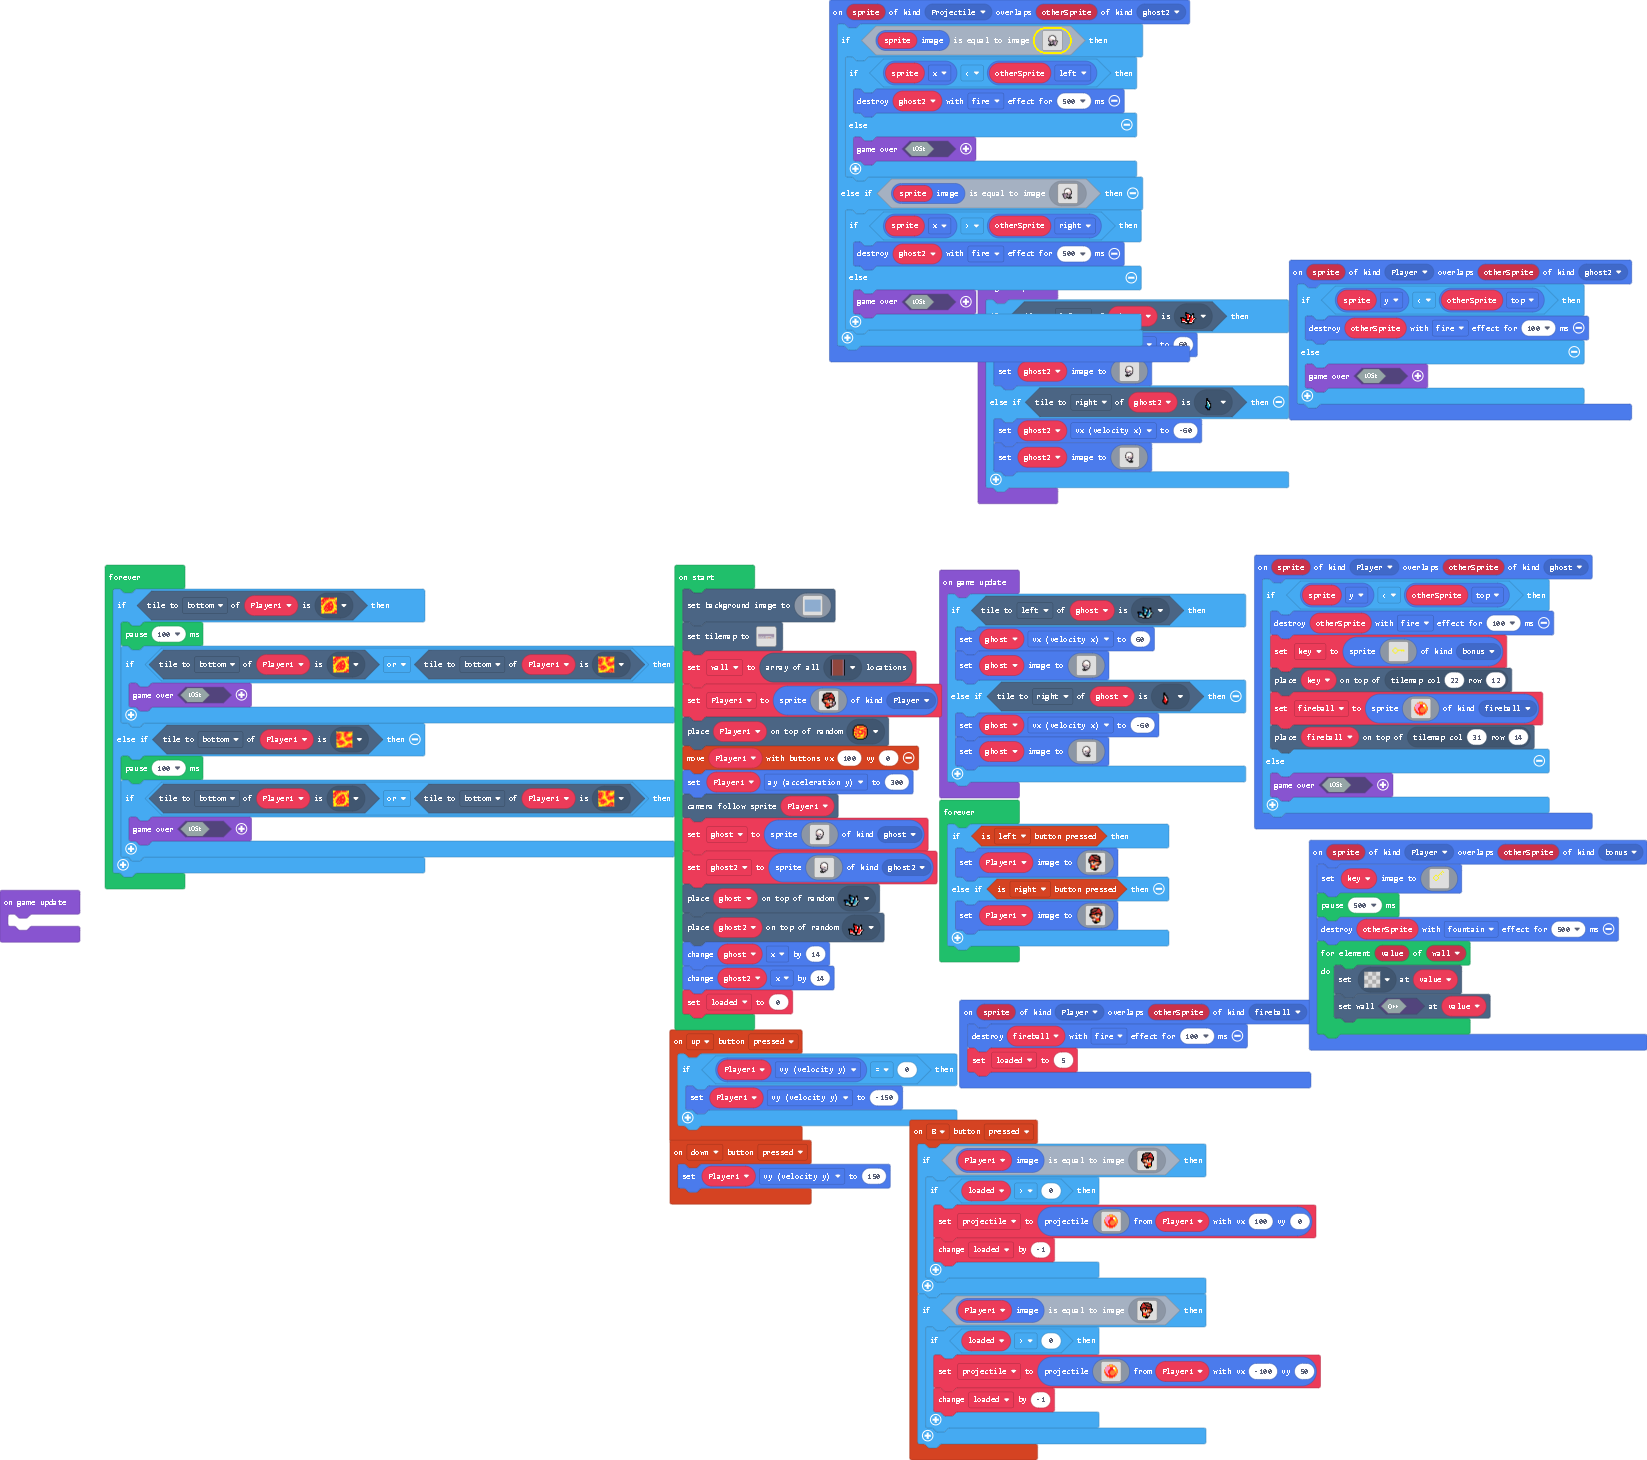 on sprite of kind Projectile overlaps otherSprite of kind ghost2
if sprite image is equal to image then
if sprite x < otherSprite left then
destroy ghost2 with fire effect for 500 ms
else
game over LOSE
else if sprite image is equal to image then
if sprite x > otherSprite right then
destroy ghost2 with fire effect for 500 ms
else
game over LOSE
is then
to 60
set ghost2 image to
else if tile to right of ghost2 is then
set ghost2 vx (velocity x) to -60
set ghost2 image to
on sprite of kind Player overlaps otherSprite of kind ghost2
if sprite y < otherSprite top then
destroy otherSprite with fire effect for 100 ms
else
game over LOSE
forever
if tile to bottom of Player1 is then
pause 100 ms
if tile to bottom of Player1 is or tile to bottom of Player1 is then
game over LOSE
else if tile to bottom of Player1 is then
pause 100 ms
if tile to bottom of Player1 is or tile to bottom of Player1 is then
game over LOSE
on game update
on start
set background image to
set tilemap to
set wall to array of all locations
set Player1 to sprite of kind Player
place Player1 on top of random
move Player1 with buttons vx 100 vy 0
set Player1 ay (acceleration y) to 300
camera follow sprite Player1
set ghost to sprite of kind ghost
set ghost2 to sprite of kind ghost2
place ghost on top of random
place ghost2 on top of random
change ghost x by 14
change ghost2 x by 14
set loaded to 0
on up button pressed
if Player1 vy (velocity y) = 0 then
set Player1 vy (velocity y) to -150
on down button pressed
set Player1 vy (velocity y) to 150
on game update
if tile to left of ghost is then
set ghost vx (velocity x) to 60
set ghost image to
else if tile to right of ghost is then
set ghost vx (velocity x) to -60
set ghost image to
forever
if is left button pressed then
set Player1 image to
else if is right button pressed then
set Player1 image to
on sprite of kind Player overlaps otherSprite of kind ghost
if sprite y < otherSprite top then
destroy otherSprite with fire effect for 100 ms
set key to sprite of kind bonus
place key on top of tilemap col 22 row 12
set fireball to sprite of kind fireball
place fireball on top of tilemap col 31 row 14
else
game over LOSE
on sprite of kind Player overlaps otherSprite of kind bonus
set key image to
pause 500 ms
destroy otherSprite with fountain effect for 500 ms
for element value of wall
do set at value
set wall OFF at value
on sprite of kind Player overlaps otherSprite of kind fireball
destroy fireball with fire effect for 100 ms
set loaded to 5
on B button pressed
if Player1 image is equal to image then
if loaded > 0 then
set projectile to projectile from Player1 with vx 100 vy 0
change loaded by -1
if Player1 image is equal to image then
if loaded > 0 then
set projectile to projectile from Player1 with vx -100 vy 50
change loaded by -1